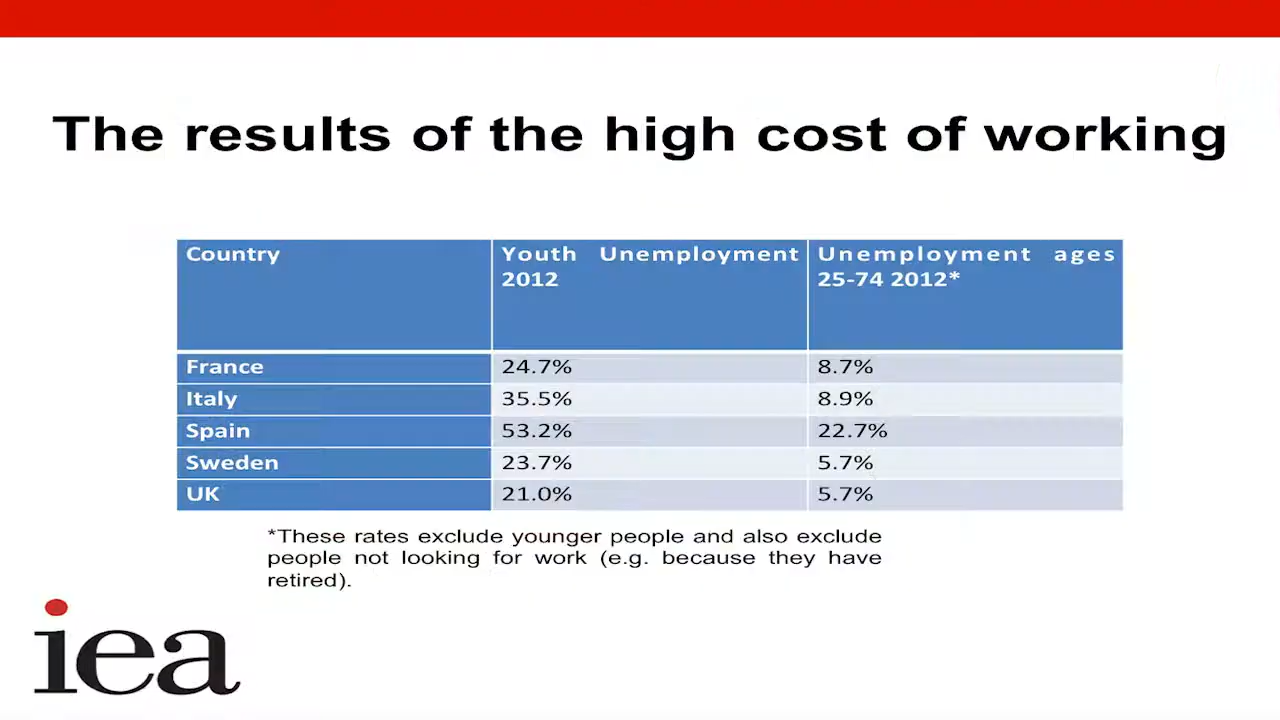 The results of the high cost of working
Country
Youth Unemployment
2012
Unemployment ages
25-74 2012*
France 24.7% 8.7%
Italy 35.5% 8.9%
Spain 53.2% 22.7%
Sweden 23.7% 5.7%
UK 21.0% 5.7%
*These rates exclude younger people and also exclude
people not looking for work (e.g. because they have
retired).
iea